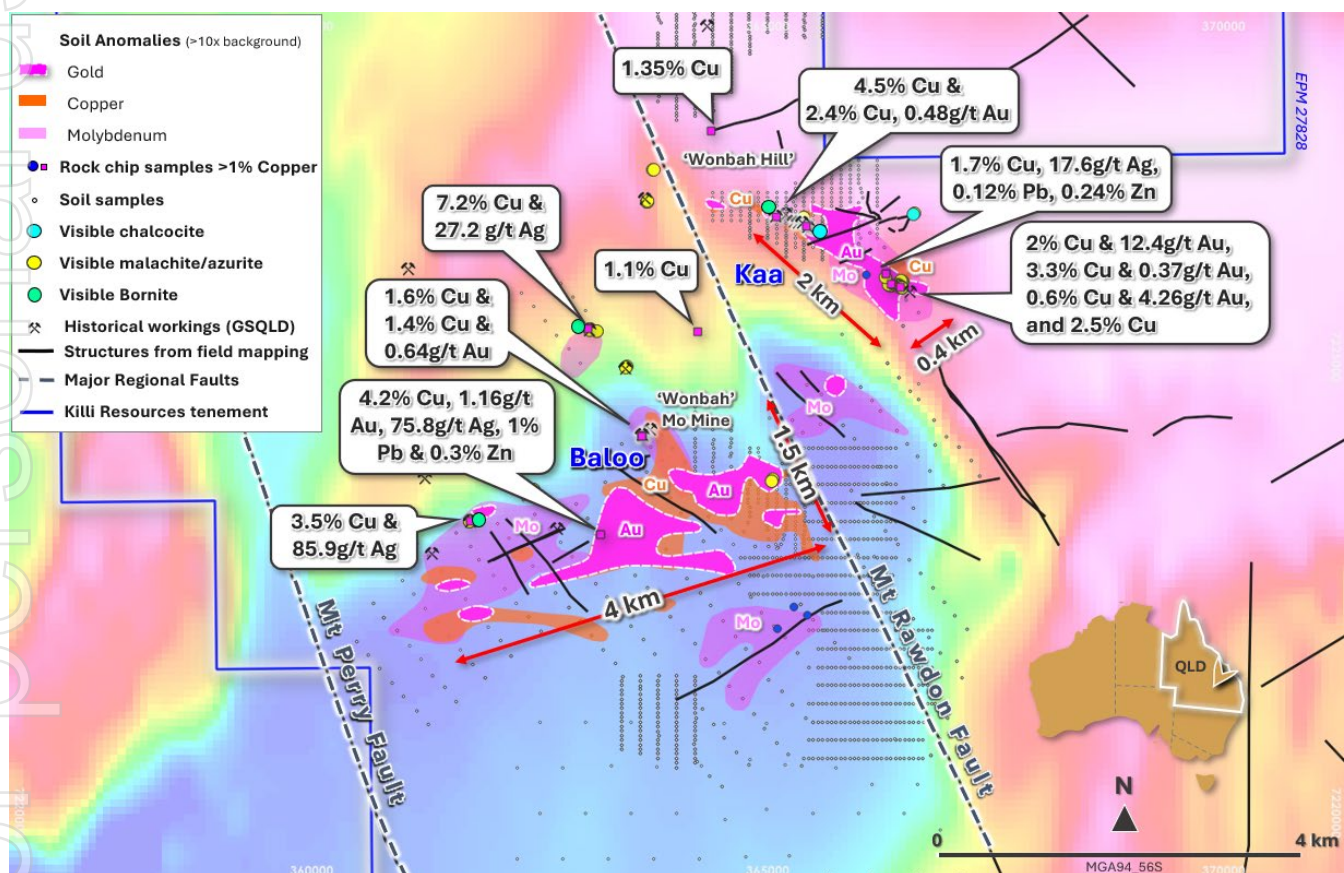 Soil Anomalies (>10x background)
Gold
Copper
Molybdenum
Rock chip samples >1% Copper
Soil samples
Visible chalcocite
Visible malachite/azurite
Visible Bornite
Historical workings (GSQLD)
Structures from field mapping
Major Regional Faults
Killi Resources tenement
370000
EPM 27828
1.35% Cu
4.5% Cu &
2.4% Cu, 0.48g/t Au
'Wonbah Hill'
1.7% Cu, 17.6g/t Ag,
0.12% Pb, 0.24% Zn
7.2% Cu &
27.2 g/t Ag
Cu
Au
Mo
Cu
2% Cu & 12.4g/t Au,
3.3% Cu & 0.37g/t Au,
0.6% Cu & 4.26g/t Au,
and 2.5% Cu
1.1% Cu
Kaa
2 km
0.4 km
1.6% Cu &
1.4% Cu &
0.64g/t Au
4.2% Cu, 1.16g/t
Au, 75.8g/t Ag, 1%
Pb & 0.3% Zn
'Wonbah'
Mo Mine
Mo
1.5 km
Baloo
Cu
Au
3.5% Cu &
85.9g/t Ag
Mo
Au
4 km
Mo
Mt Perry Fault
Mt Rawdon Fault
QLD
N
0
4 km
MGA94_56S
360000
365000
370000